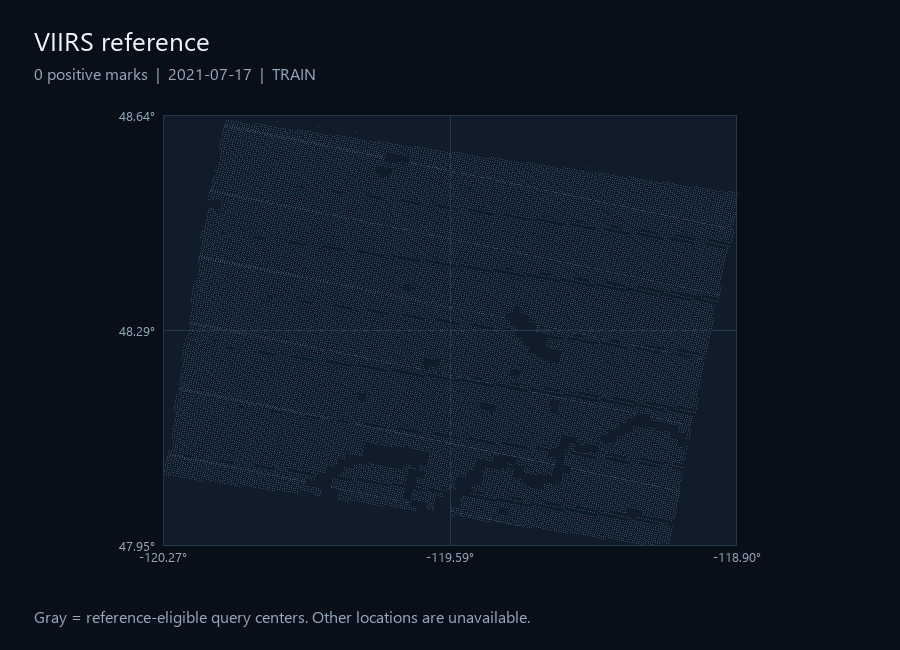 VIIRS reference
0 positive marks | 2021-07-17 | TRAIN
48.64°
48.29°
47.95°
-120.27°
-119.59°
-118.90°
Gray = reference-eligible query centers. Other locations are unavailable.